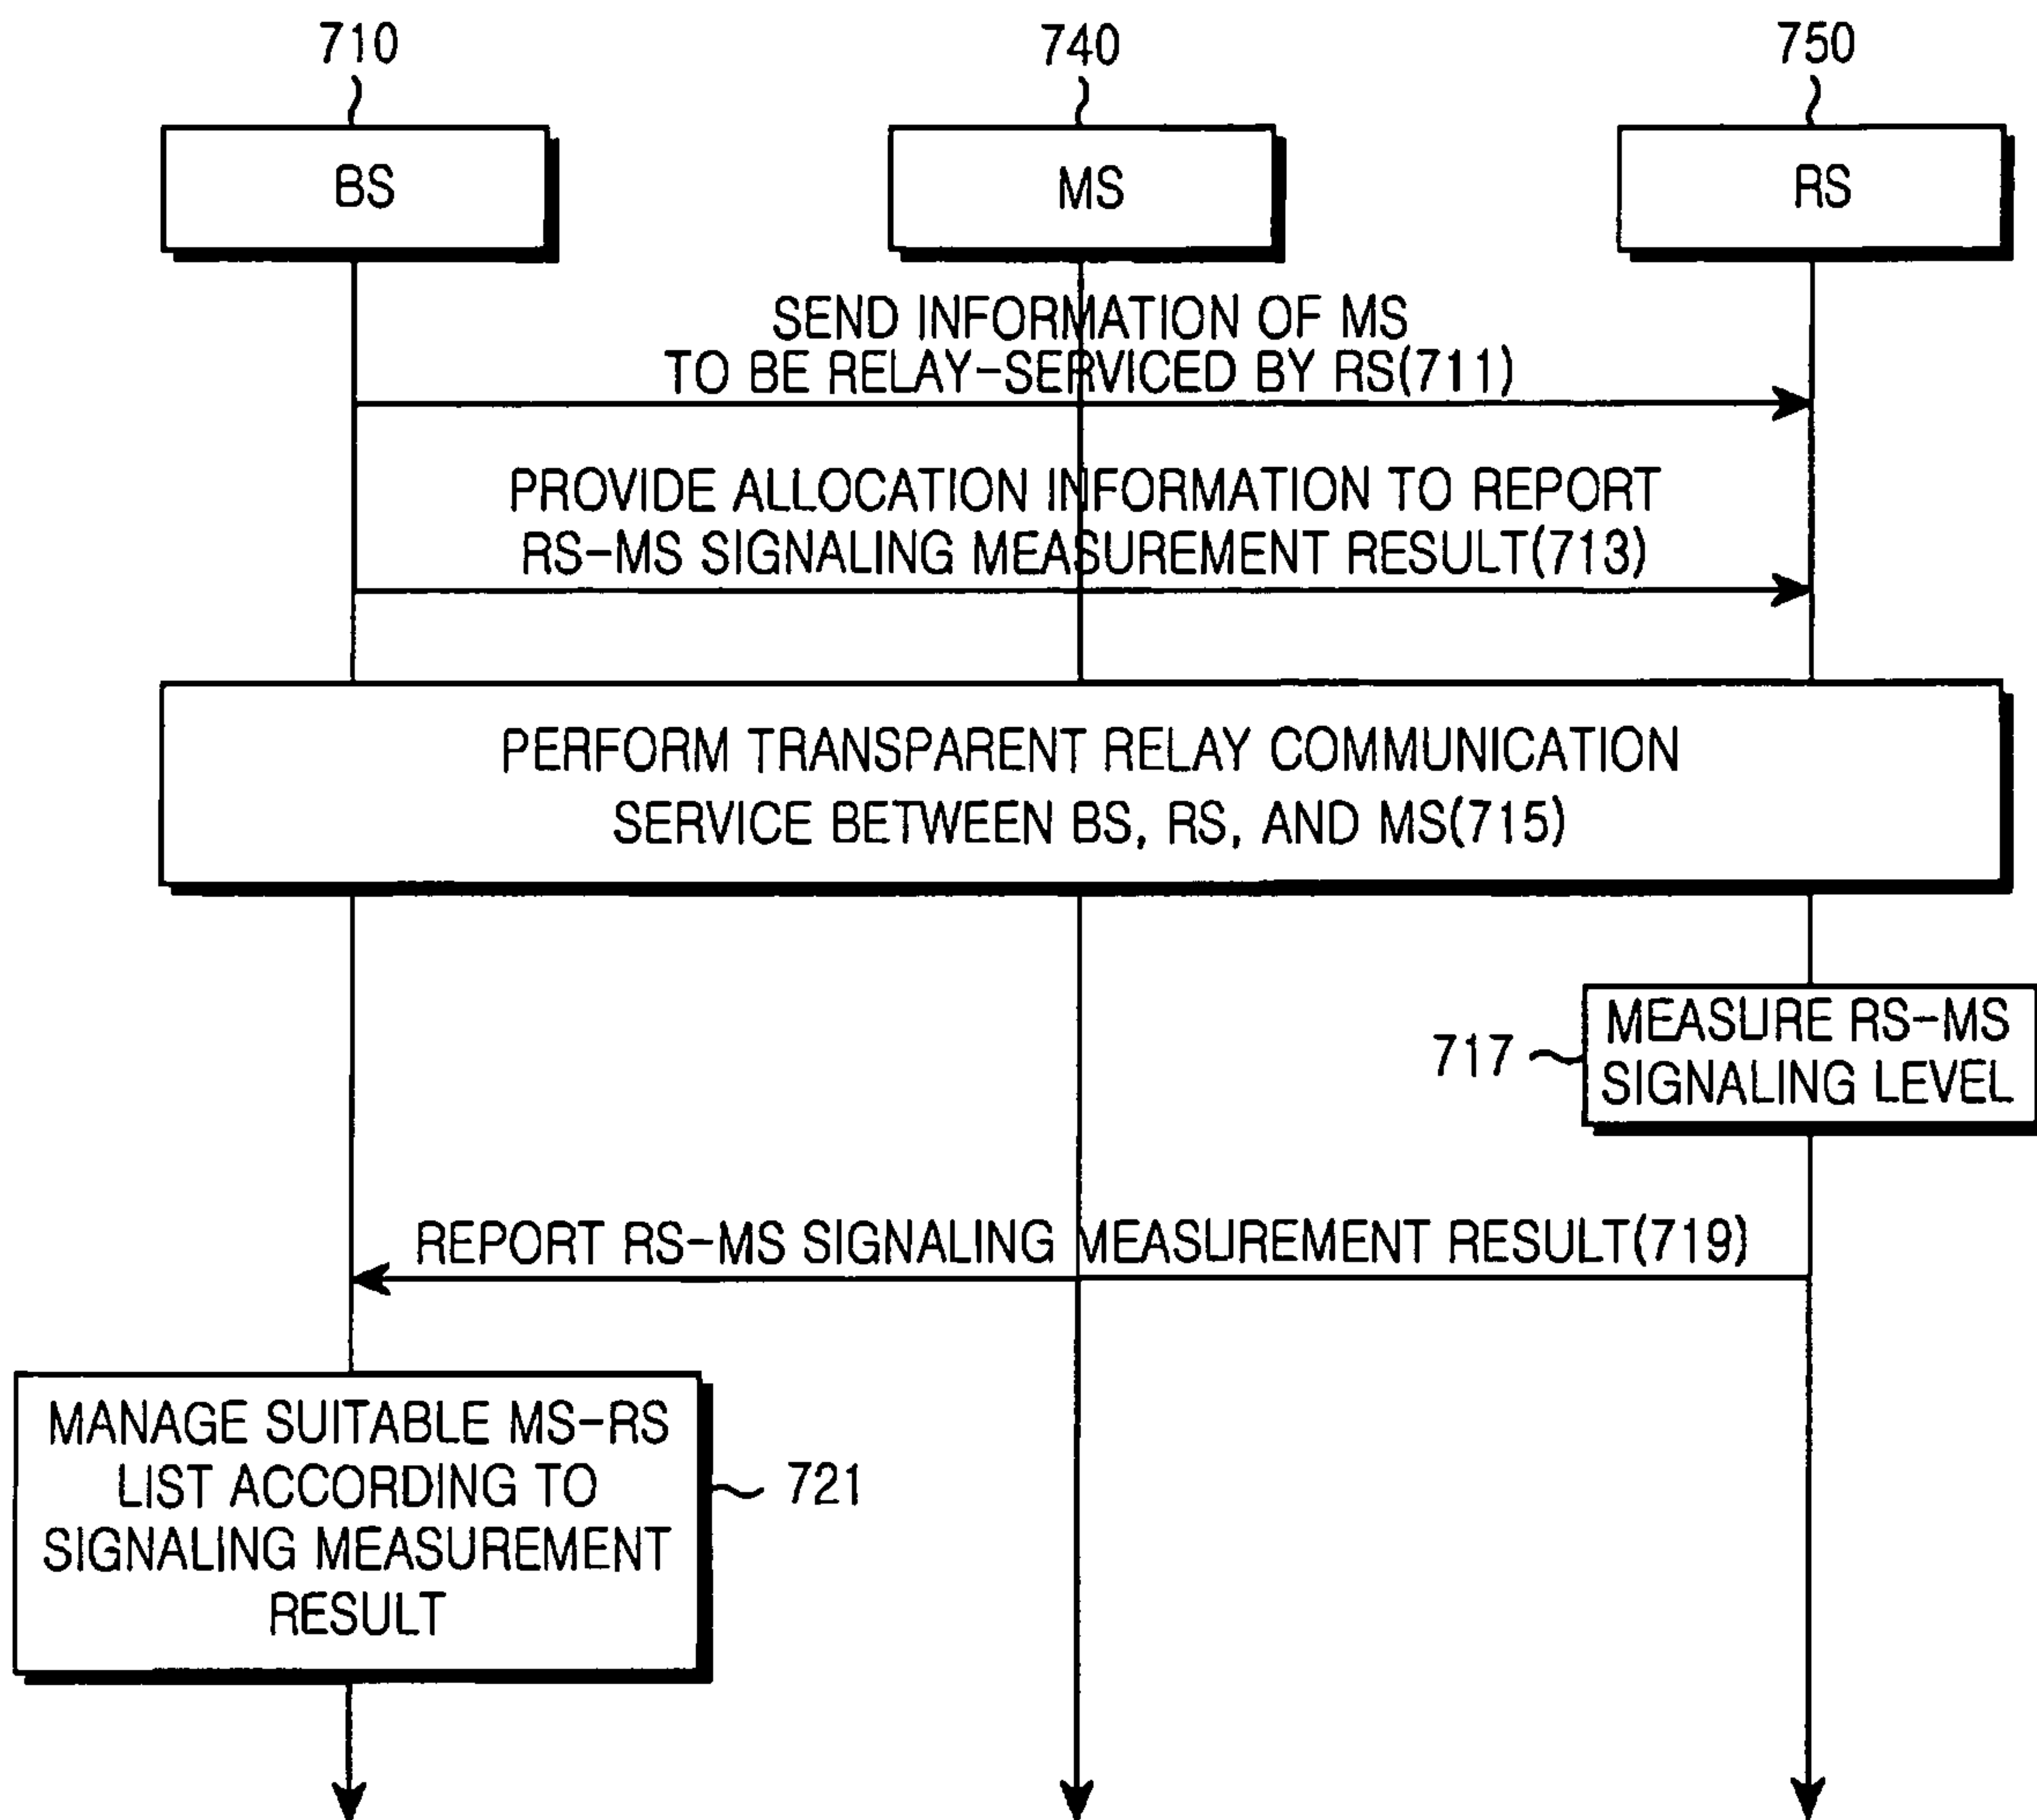 710
740
750
BS
MS
RS
SEND INFORMATION OF MS
TO BE RELAY-SERVICED BY RS(711)
PROVIDE ALLOCATION INFORMATION TO REPORT
RS-MS SIGNALING MEASUREMENT RESULT(713)
PERFORM TRANSPARENT RELAY COMMUNICATION
SERVICE BETWEEN BS, RS, AND MS(715)
717
MEASURE RS-MS
SIGNALING LEVEL
REPORT RS-MS SIGNALING MEASUREMENT RESULT(719)
MANAGE SUITABLE MS-RS
LIST ACCORDING TO
SIGNALING MEASUREMENT
RESULT
721